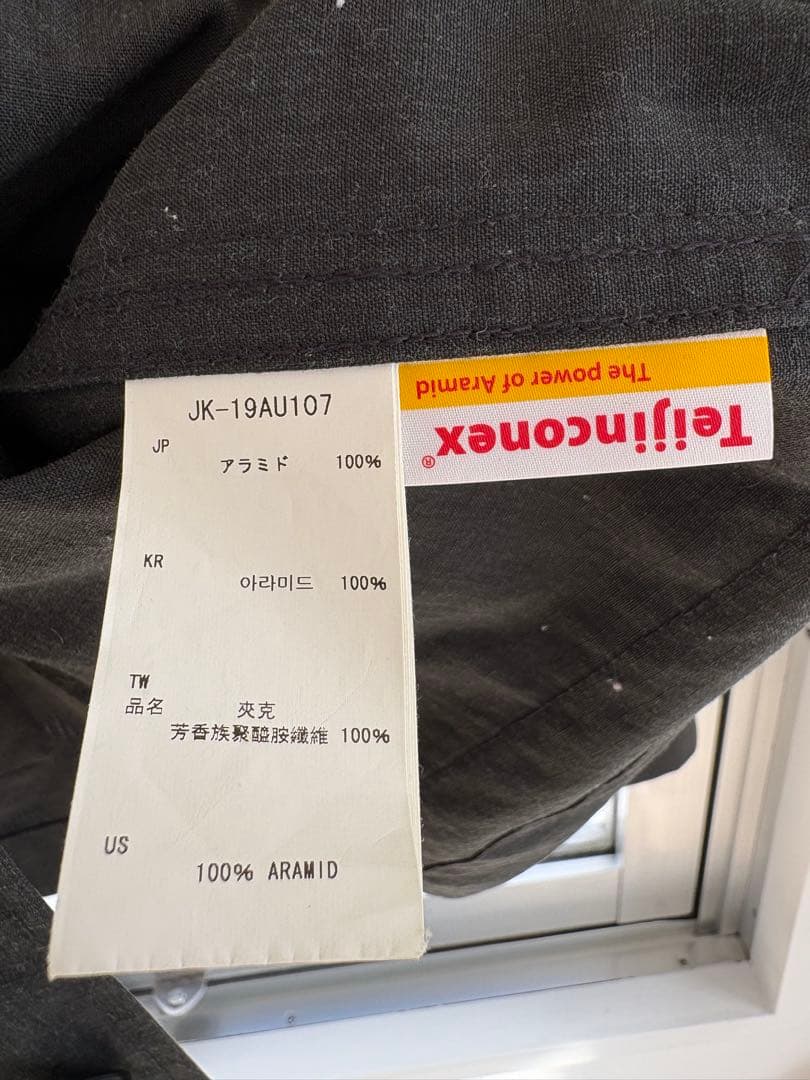 JK-19AU107
JP
アラミド 100%
KR
아라미드 100%
TW
品名 夾克
芳香族聚醯胺纖維 100%
US
100% ARAMID
Teijinconex®
The power of Aramid